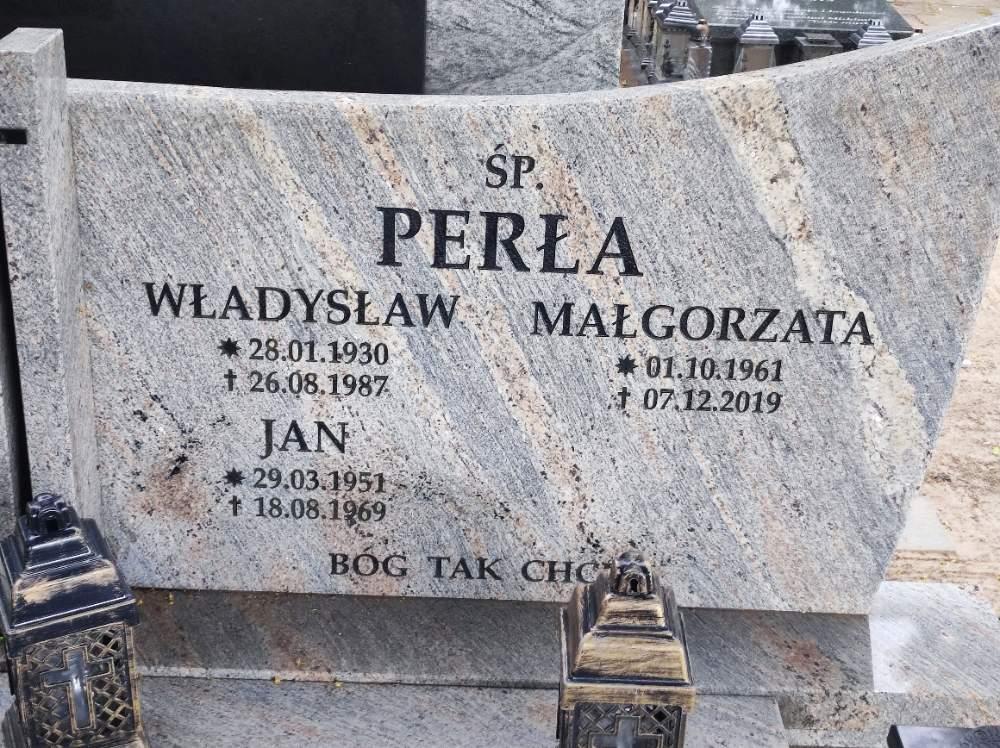 ŚP.
PERŁA
WŁADYSŁAW
✷ 28.01.1930
† 26.08.1987
JAN
✷ 29.03.1951
† 18.08.1969
MAŁGORZATA
✷ 01.10.1961
† 07.12.2019
BÓG TAK